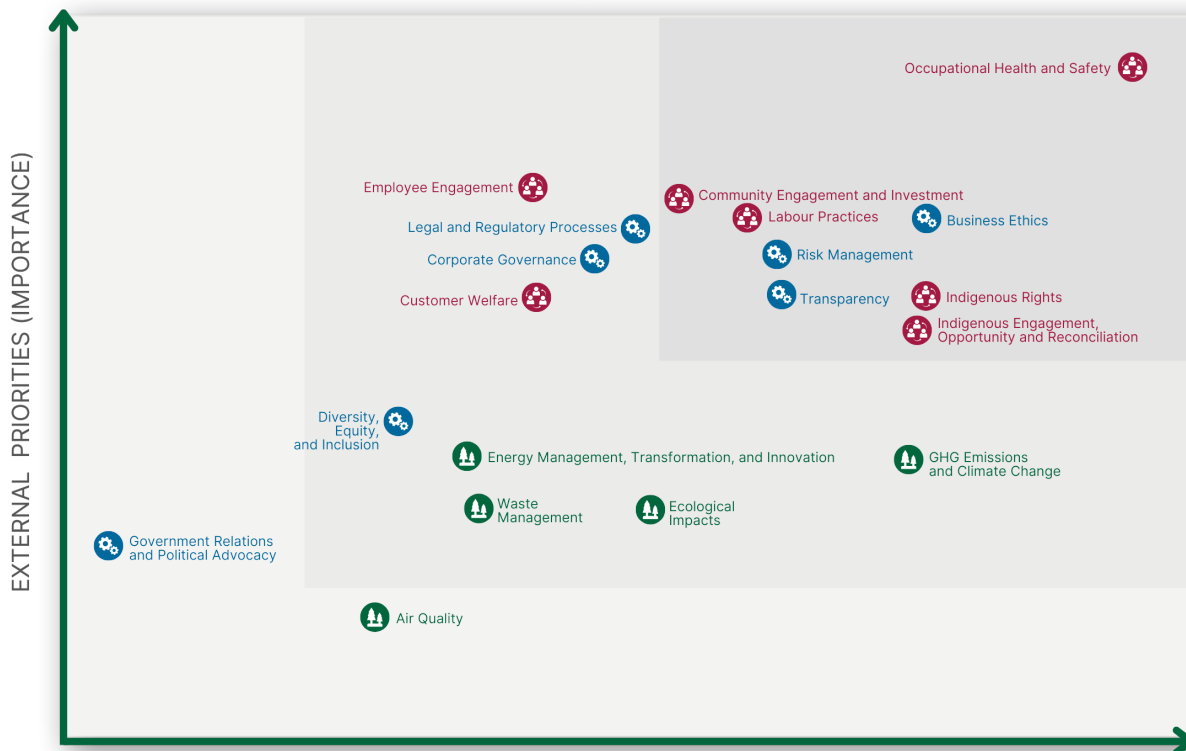 EXTERNAL PRIORITIES (IMPORTANCE)
Occupational Health and Safety
Employee Engagement
Community Engagement and Investment
Labour Practices
Business Ethics
Legal and Regulatory Processes
Corporate Governance
Risk Management
Customer Welfare
Transparency
Indigenous Rights
Indigenous Engagement,
Opportunity and Reconciliation
Diversity,
Equity,
and Inclusion
Energy Management, Transformation, and Innovation
GHG Emissions
and Climate Change
Waste
Management
Ecological
Impacts
Government Relations
and Political Advocacy
Air Quality